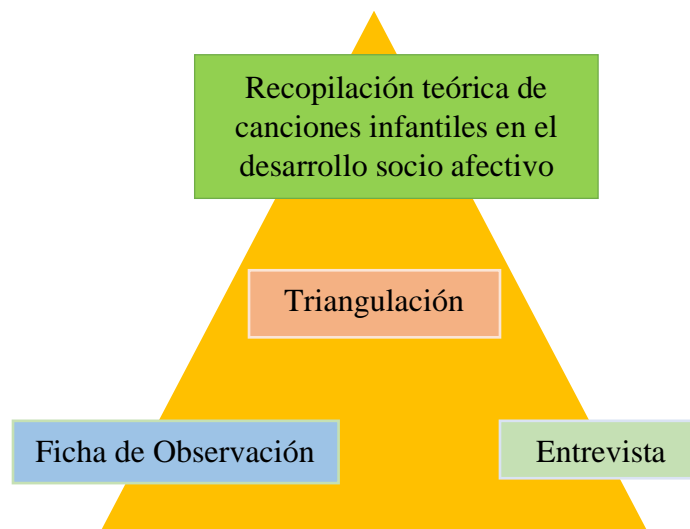 Recopilación teórica de
canciones infantiles en el
desarrollo socio afectivo
Triangulación
Ficha de Observación
Entrevista